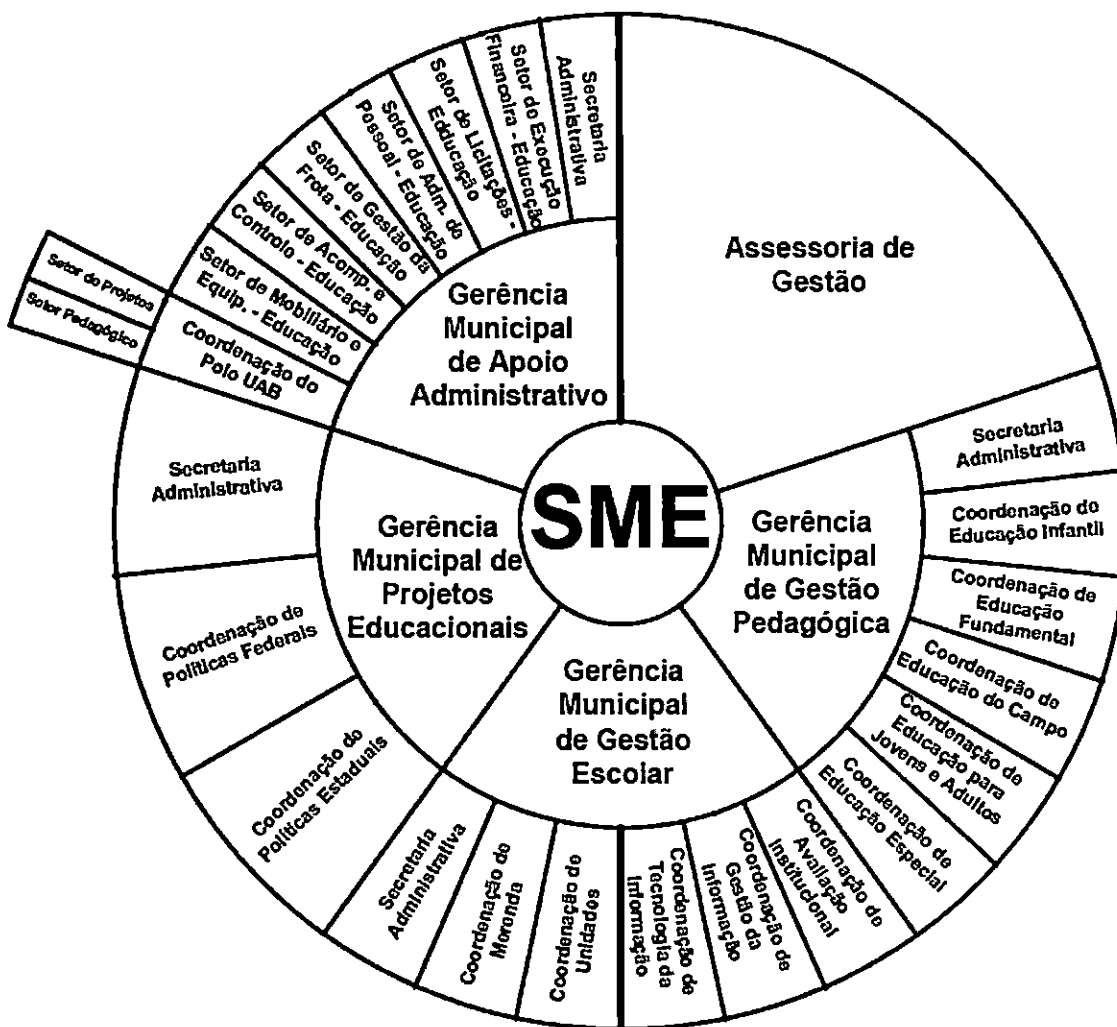 SME
Assessoria de
Gestão
Gerência
Municipal
de Gestão
Pedagógica
Secretaria
Administrativa
Coordenação de
Educação Infantil
Coordenação de
Educação
Fundamental
Coordenação de
Educação do Campo
Coordenação de
Educação para
Jovens e Adultos
Coordenação de
Educação Especial
Gerência
Municipal
de Gestão
Escolar
Coordenação de
Avaliação
Institucional
Coordenação de
Gestão da
Informação
Coordenação de
Tecnologia da
Informação
Coordenação de
Unidades
Coordenação de
Merenda
Secretaria
Administrativa
Gerência
Municipal de
Projetos
Educacionais
Coordenação de
Políticas Estaduais
Coordenação de
Políticas Federais
Secretaria
Administrativa
Gerência
Municipal
de Apoio
Administrativo
Coordenação do
Polo UAB
Setor Pedagógico
Setor de Projetos
Setor de Mobiliário e
Equip. - Educação
Setor de Acomp. e
Controle - Educação
Setor de Gestão da
Frota - Educação
Setor de Adm. de
Pessoal - Educação
Setor de Licitações -
Edducação
Setor de Execução
Financeira - Educação
Secretaria
Administrativa